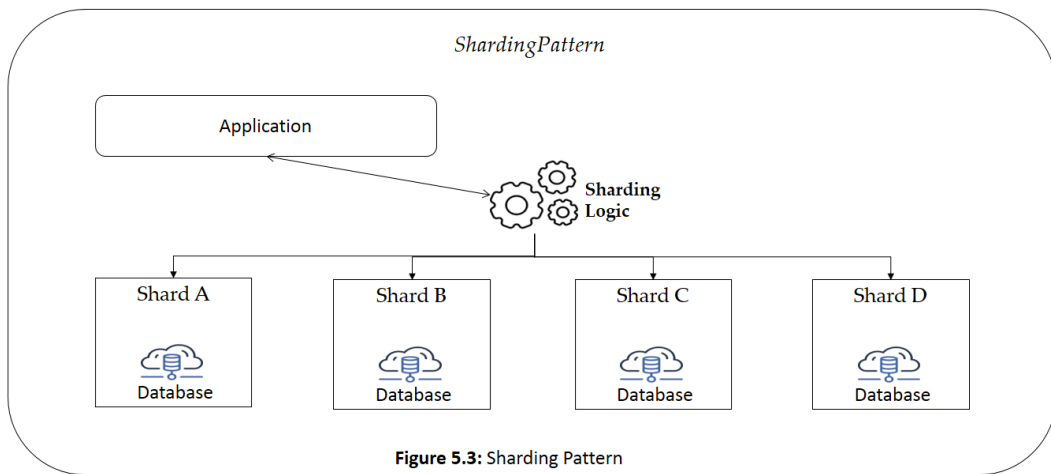 ShardingPattern
Application
Sharding
Logic
Shard A
Shard B
Shard C
Shard D
Database
Database
Database
Database
Figure 5.3: Sharding Pattern